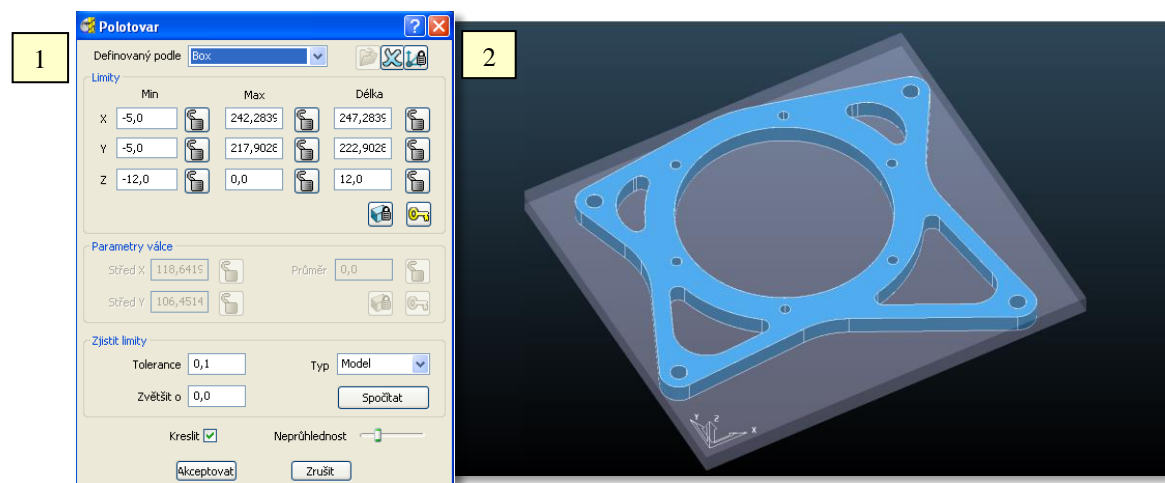 1
Polotovar
Definovaný podle Box
Limity
Min Max Délka
X -5,0 242,2839 247,2839
Y -5,0 217,9028 222,9028
Z -12,0 0,0 12,0
Parametry válce
Střed X 118,6419 Průměr 0,0
Střed Y 106,4514
Zjistit limity
Tolerance 0,1 Typ Model
Zvětšit o 0,0 Spočítat
Kreslit Neprůhlednost
Akceptovat Zrušit
2
Y Z X